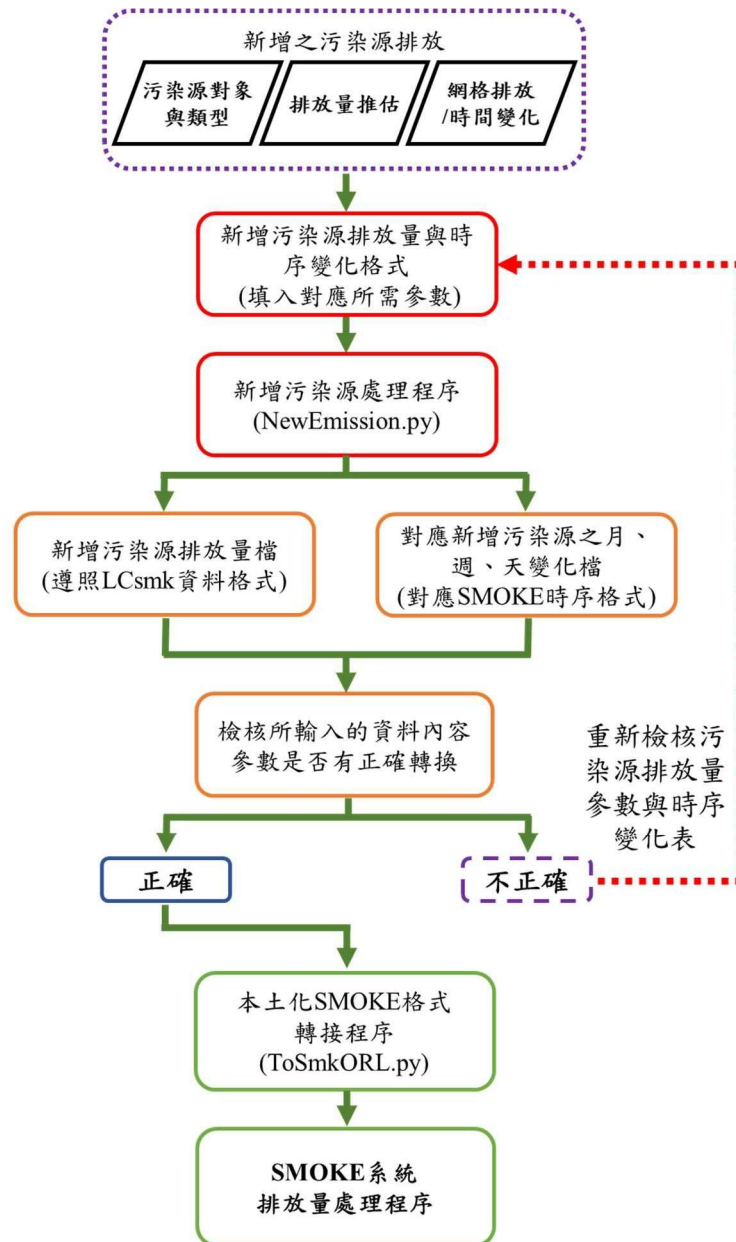 新增之污染源排放
污染源對象
與類型
排放量推估
網格排放
/時間變化
新增污染源排放量與時
序變化格式
(填入對應所需參數)
新增污染源處理程序
(NewEmission.py)
新增污染源排放量檔
(遵照LCsmk資料格式)
對應新增污染源之月、
週、天變化檔
(對應SMOKE時序格式)
檢核所輸入的資料內容
參數是否有正確轉換
重新檢核污
染源排放量
參數與時序
變化表
正確
不正確
本土化SMOKE格式
轉接程序
(ToSmkORL.py)
SMOKE系統
排放量處理程序